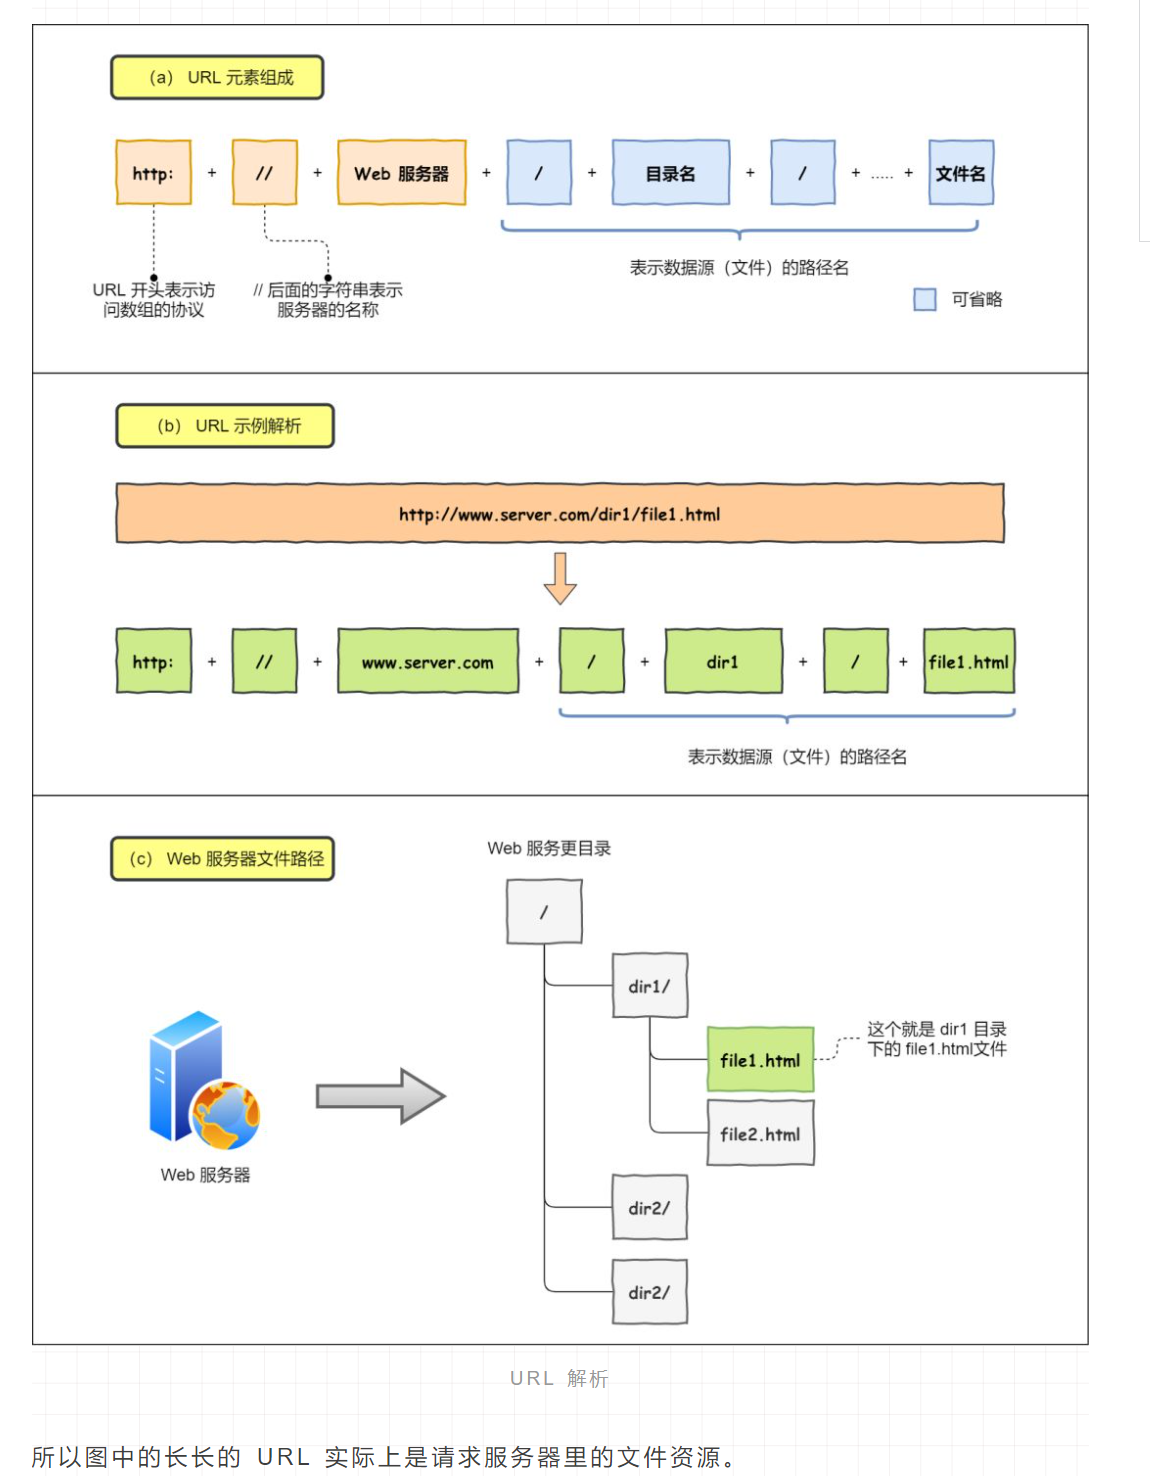 （a） URL 元素组成
http: + // + Web 服务器 + / + 目录名 + / + ..... + 文件名
表示数据源（文件）的路径名
URL 开头表示访
问数组的协议
// 后面的字符串表示
服务器的名称
可省略
（b） URL 示例解析
http://www.server.com/dir1/file1.html
http: + // + www.server.com + / + dir1 + / + file1.html
表示数据源（文件）的路径名
（c） Web 服务器文件路径
Web 服务更目录
/
dir1/
file1.html
这个就是 dir1 目录
下的 file1.html文件
file2.html
Web 服务器
dir2/
dir2/
URL 解析
所以图中的长长的 URL 实际上是请求服务器里的文件资源。